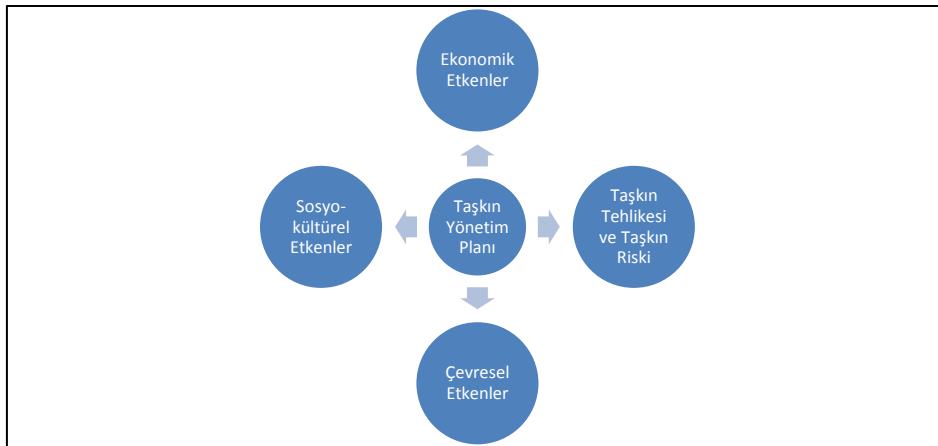 Ekonomik
Etkenler
Sosyo-
kültürel
Etkenler
Taşkın
Yönetim
Planı
Taşkın
Tehlikesi
ve Taşkın
Riski
Çevresel
Etkenler